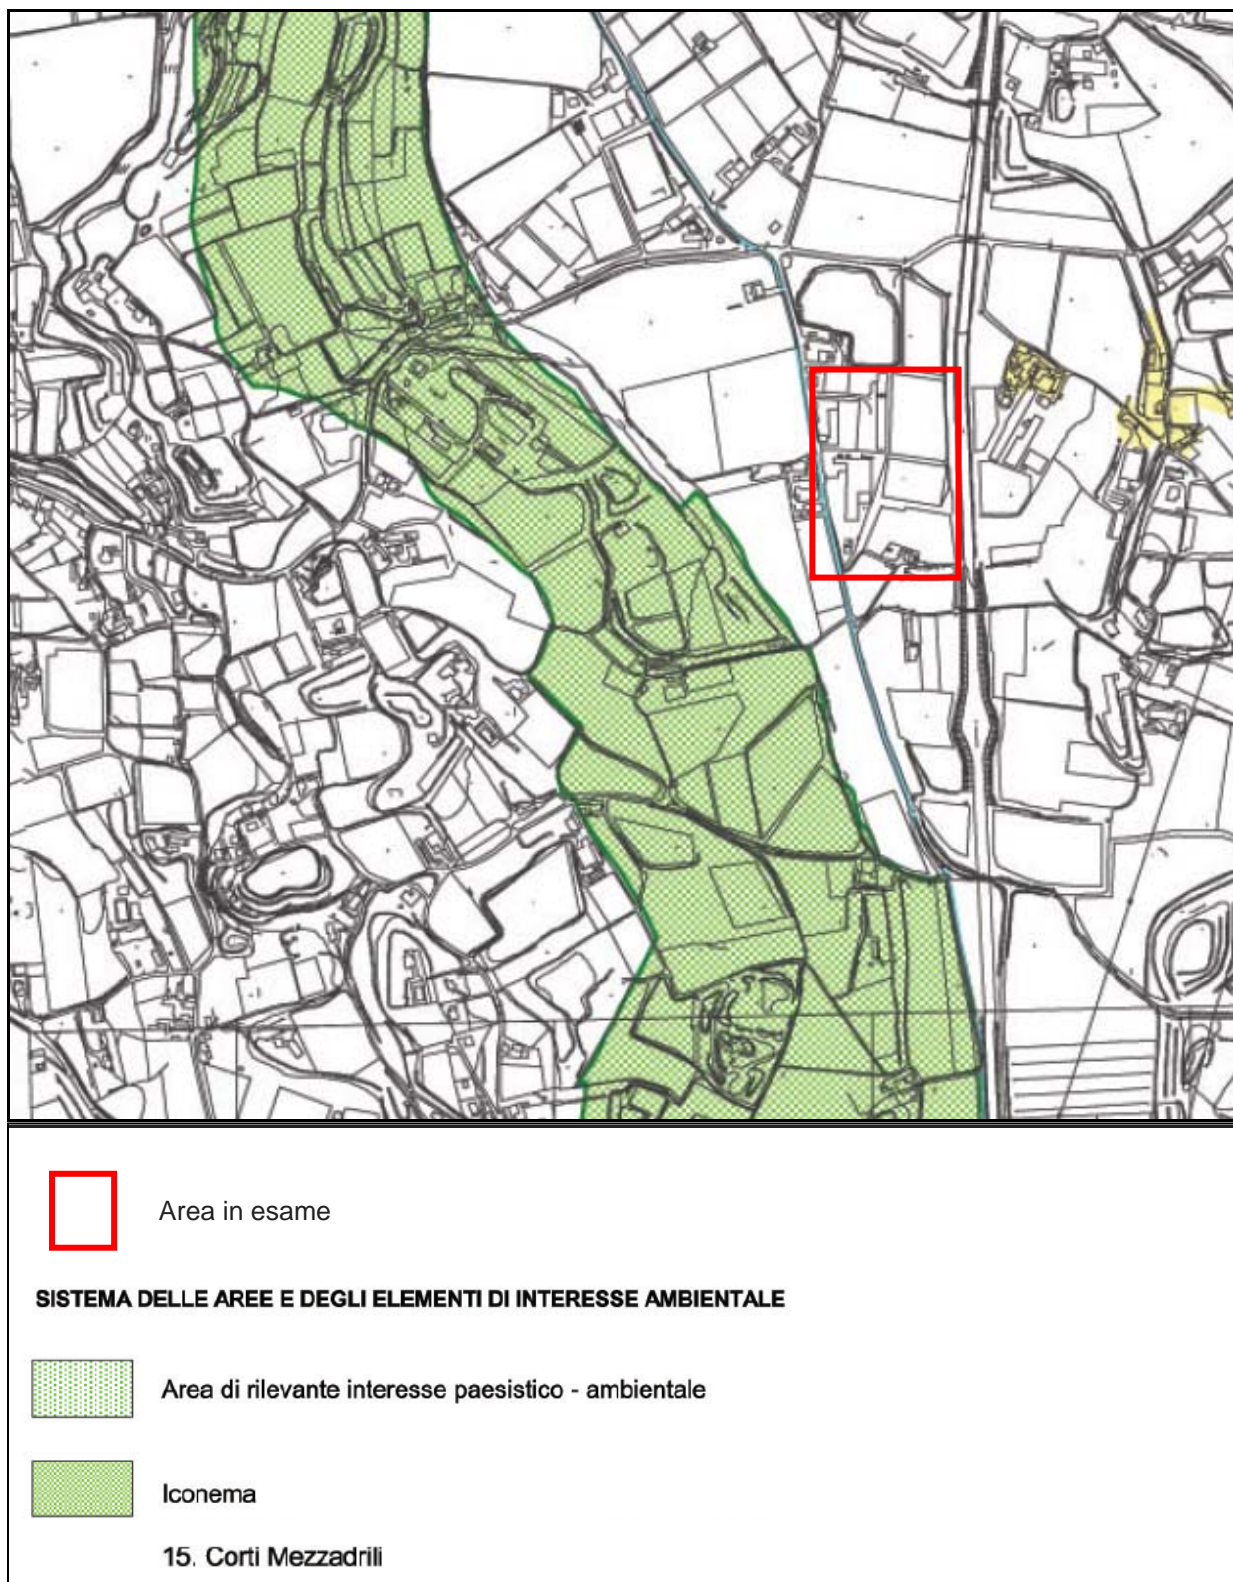 Area in esame
SISTEMA DELLE AREE E DEGLI ELEMENTI DI INTERESSE AMBIENTALE
Area di rilevante interesse paesistico - ambientale
Iconema
15. Corti Mezzadrili